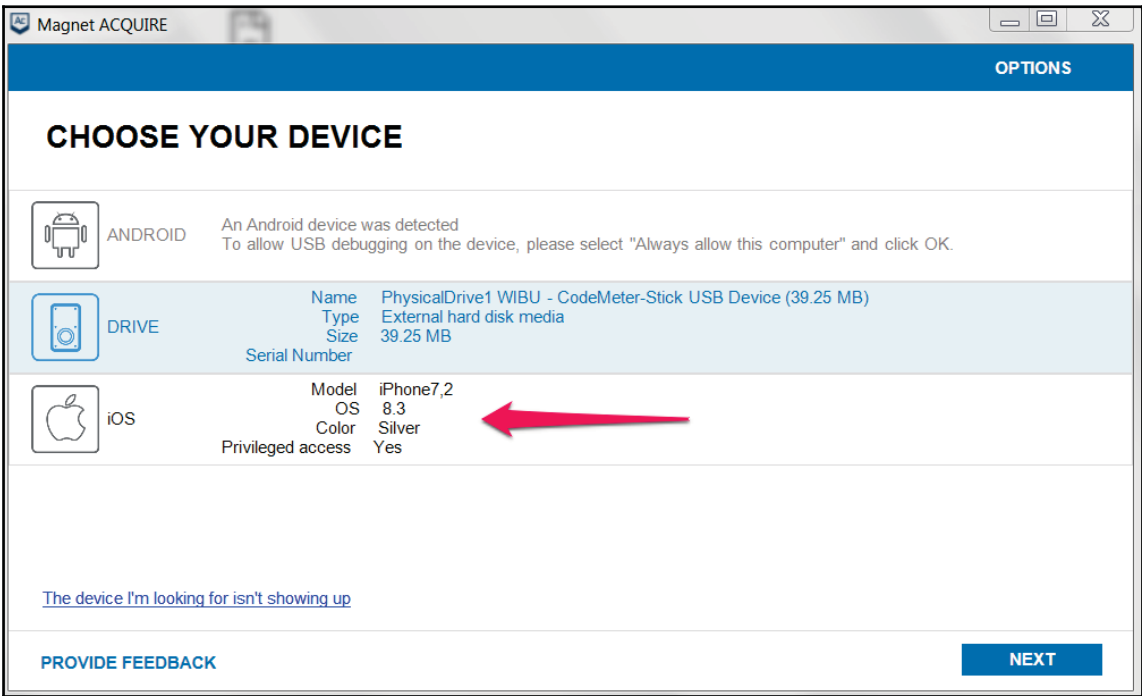 Magnet ACQUIRE
OPTIONS
CHOOSE YOUR DEVICE
ANDROID
An Android device was detected
To allow USB debugging on the device, please select "Always allow this computer" and click OK.
DRIVE
Name PhysicalDrive1 WIBU - CodeMeter-Stick USB Device (39.25 MB)
Type External hard disk media
Size 39.25 MB
Serial Number
iOS
Model iPhone7,2
OS 8.3
Color Silver
Privileged access Yes
The device I'm looking for isn't showing up
PROVIDE FEEDBACK
NEXT